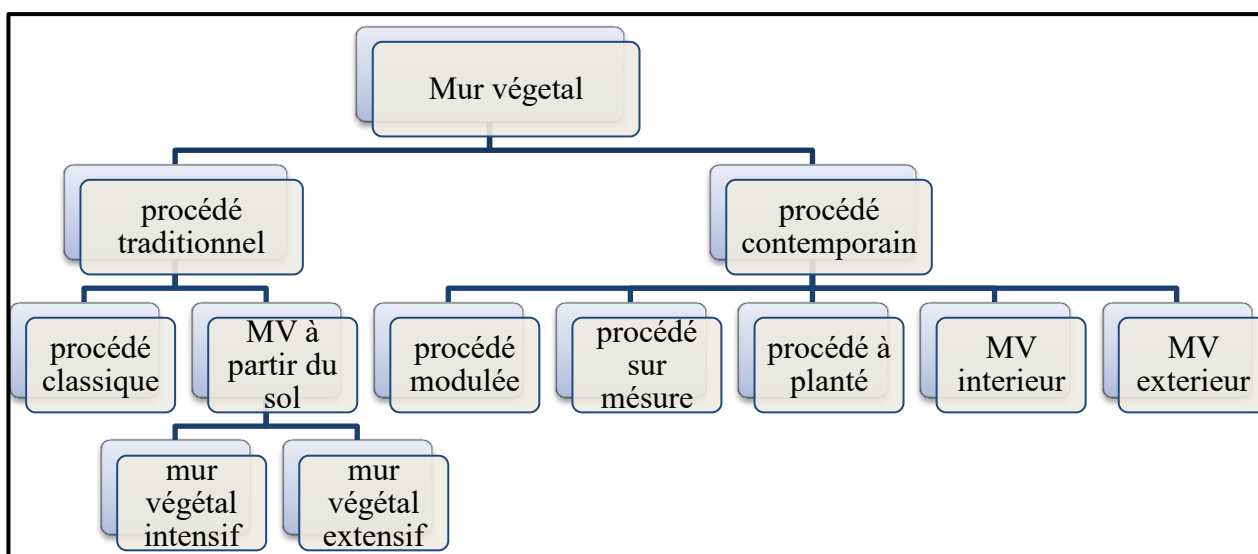 Mur végetal
procédé
traditionnel
procédé
contemporain
procédé
classique
MV à
partir du
sol
procédé
modulée
procédé
sur
mésure
procédé à
planté
MV
interieur
MV
exterieur
mur
végétal
intensif
mur
végétal
extensif